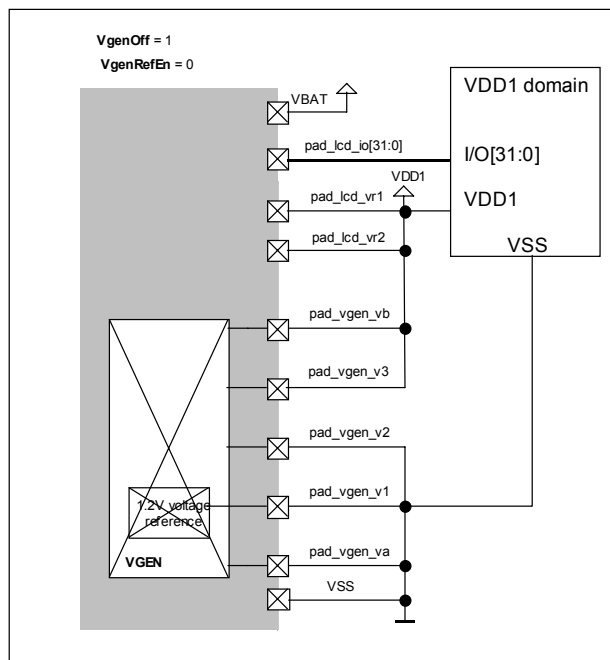 VgenOff = 1
VgenRefEn = 0
VBAT
VDD1 domain
pad_lcd_io[31:0]
I/O[31:0]
VDD1
pad_lcd_vr1
VDD1
pad_lcd_vr2
VSS
pad_vgen_vb
pad_vgen_v3
pad_vgen_v2
pad_vgen_v1
1.2V voltage
reference
pad_vgen_va
VGEN
VSS